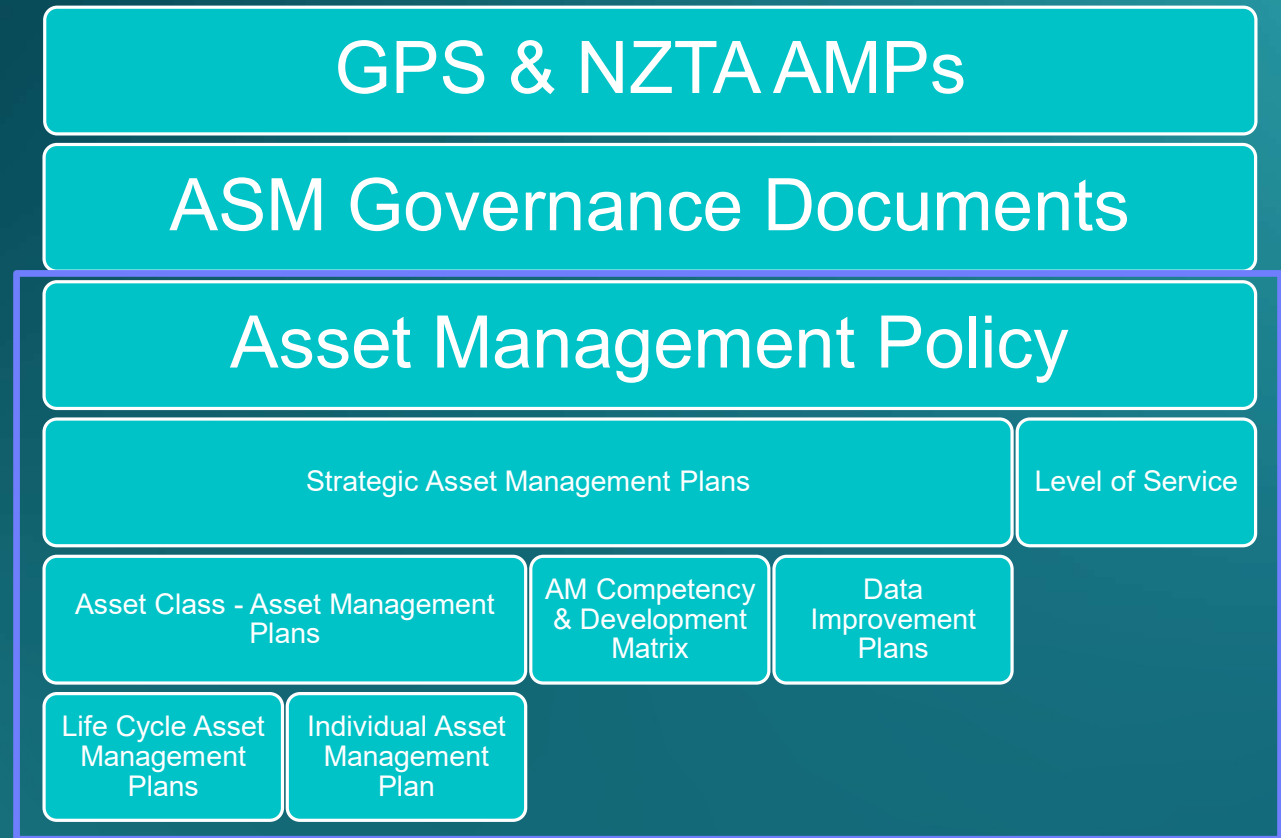 GPS & NZTA AMPs
ASM Governance Documents
Asset Management Policy
Strategic Asset Management Plans
Level of Service
Asset Class - Asset Management
Plans
AM Competency
& Development
Matrix
Data
Improvement
Plans
Life Cycle Asset
Management
Plans
Individual Asset
Management
Plan